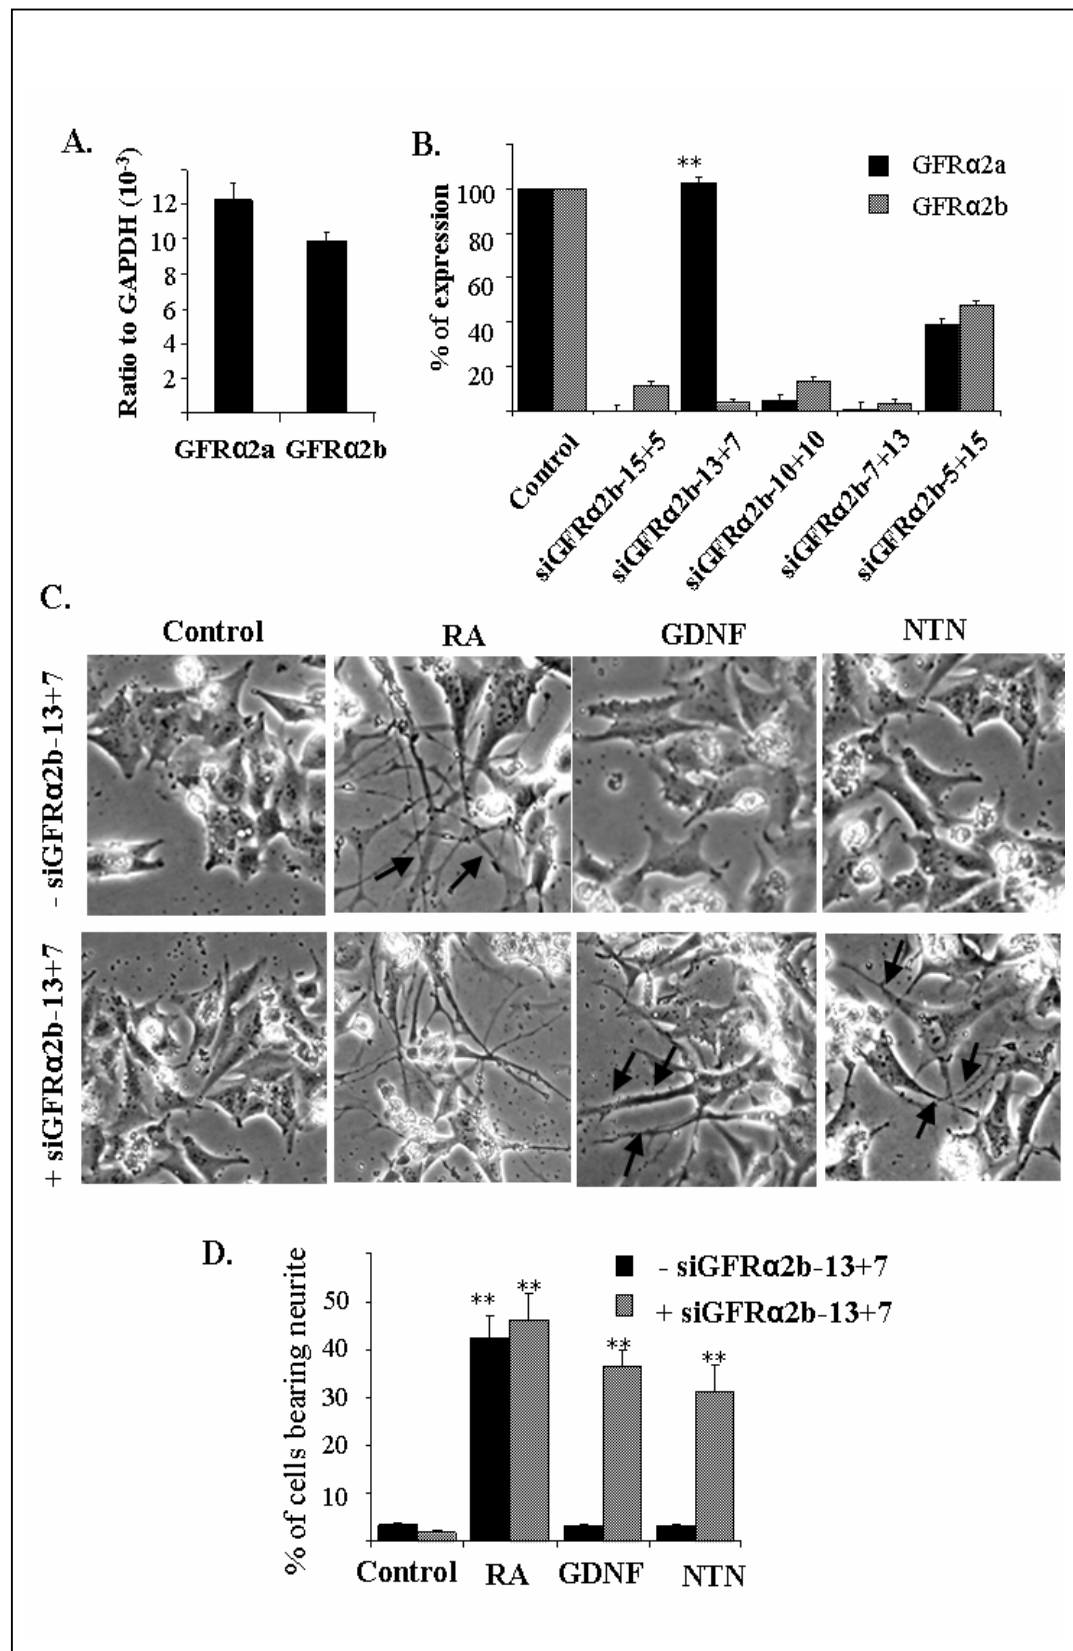 A.
Ratio to GAPDH (10⁻³)
12
10
8
6
4
2
GFRα2a GFRα2b
B.
% of expression
100
80
60
40
20
**
GFRα2a
GFRα2b
Control
siGFRα2b-15+5
siGFRα2b-13+7
siGFRα2b-10+10
siGFRα2b-7+13
siGFRα2b-5+15
C.
Control RA GDNF NTN
- siGFRα2b-13+7
+ siGFRα2b-13+7
D.
% of cells bearing neurite
50
40
30
20
10
** ** ** **
- siGFRα2b-13+7
+ siGFRα2b-13+7
Control RA GDNF NTN